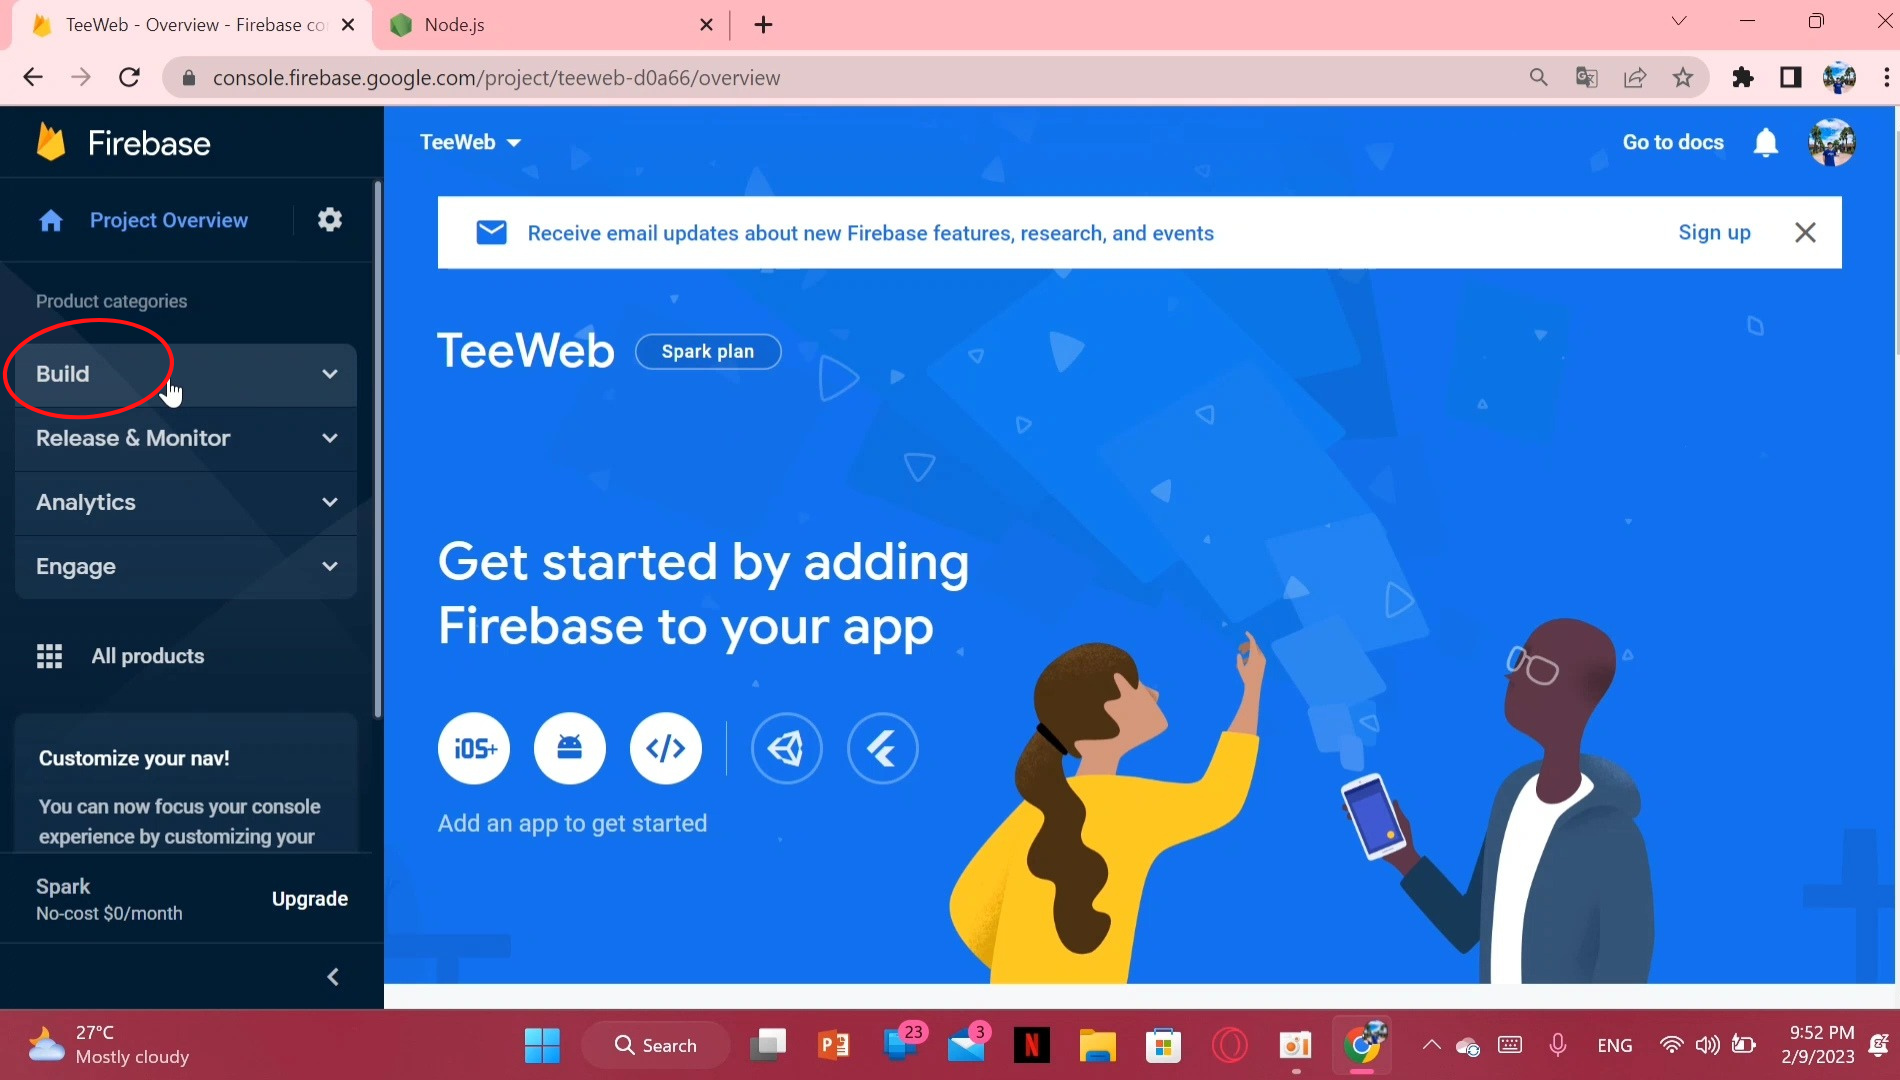 TeeWeb - Overview - Firebase co
Node.js
console.firebase.google.com/project/teeweb-d0a66/overview
Firebase
TeeWeb
Go to docs
Project Overview
Receive email updates about new Firebase features, research, and events
Sign up
Product categories
TeeWeb
Spark plan
Build
Release & Monitor
Analytics
Engage
All products
Get started by adding
Firebase to your app
iOS+
Add an app to get started
Customize your nav!
You can now focus your console
experience by customizing your
Spark
No-cost $0/month
Upgrade
27°C
Mostly cloudy
Search
23
3
ENG
9:52 PM
2/9/2023